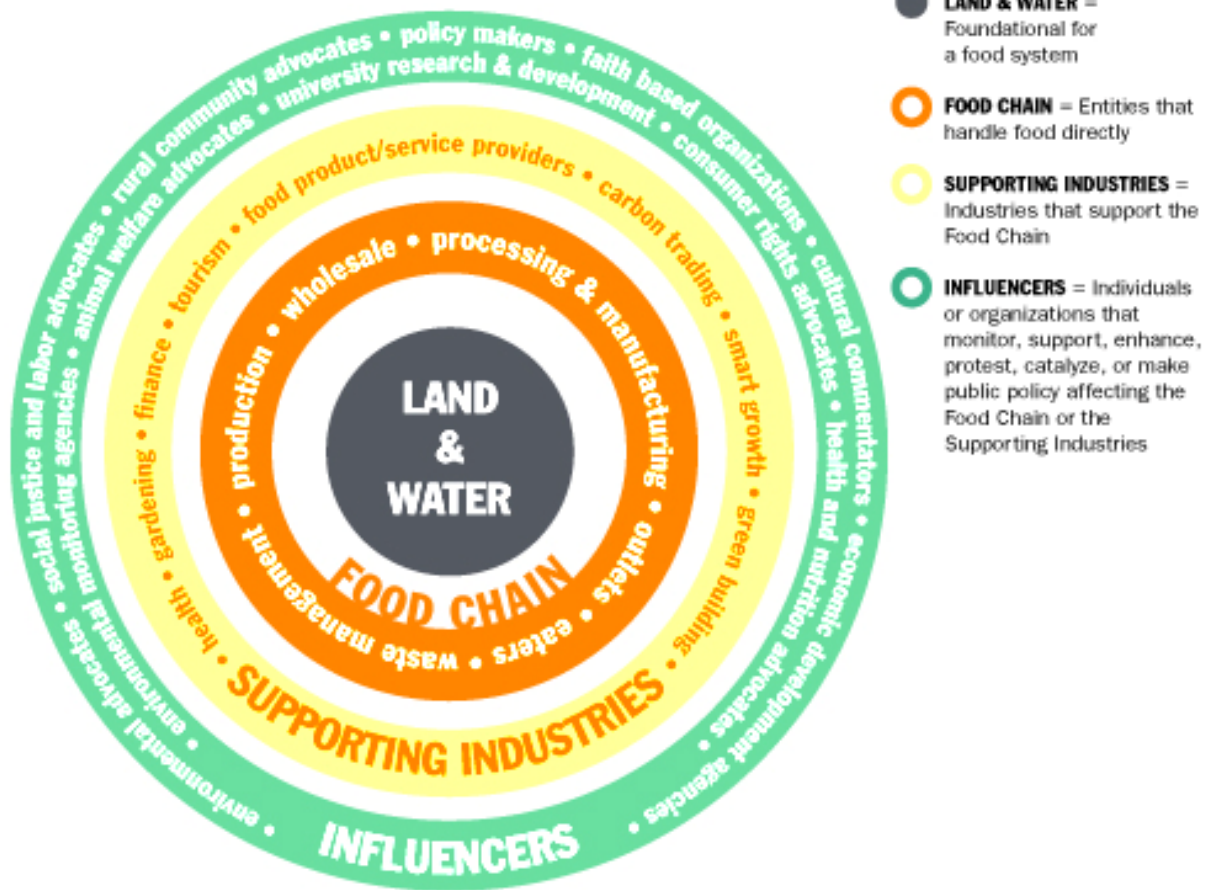 environmental advocates • social justice and labor advocates • rural community advocates • policy makers • faith based organizations • cultural commentators • economic development agencies •
environmental monitoring agencies • animal welfare advocates • university research & development • consumer rights advocates • health and nutrition advocates •
INFLUENCERS
health • gardening • finance • tourism • food product/service providers • carbon trading • smart growth • green building •
SUPPORTING INDUSTRIES
production • wholesale • processing & manufacturing • outlets • eaters • waste management •
FOOD CHAIN
LAND
&
WATER
LAND & WATER =
Foundational for
a food system
FOOD CHAIN = Entities that
handle food directly
SUPPORTING INDUSTRIES =
Industries that support the
Food Chain
INFLUENCERS = Individuals
or organizations that
monitor, support, enhance,
protest, catalyze, or make
public policy affecting the
Food Chain or the
Supporting Industries